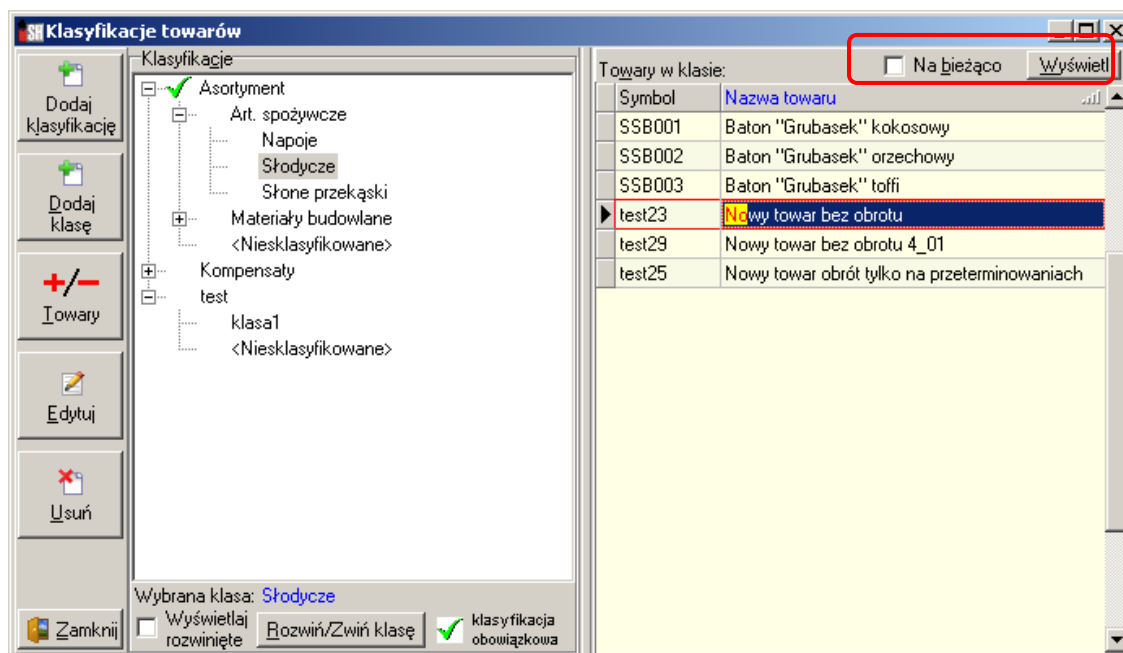 SH Klasyfikacje towarów
Dodaj
klasyfikację
Dodaj
klasę
+/−
Towary
Edytuj
Usuń
Zamknij
Klasyfikacje
Asortyment
Art. spożywcze
Napoje
Słodycze
Słone przekąski
Materiały budowlane
<Niesklasyfikowane>
Kompensaty
test
klasa1
<Niesklasyfikowane>
Wybrana klasa: Słodycze
Wyświetlaj
rozwinięte
Rozwiń/Zwiń klasę
klasyfikacja
obowiązkowa
Towary w klasie:
Na bieżąco
Wyświetl
Symbol Nazwa towaru
SSB001 Baton "Grubasek" kokosowy
SSB002 Baton "Grubasek" orzechowy
SSB003 Baton "Grubasek" toffi
test23 Nowy towar bez obrotu
test29 Nowy towar bez obrotu 4_01
test25 Nowy towar obrót tylko na przeterminowaniach